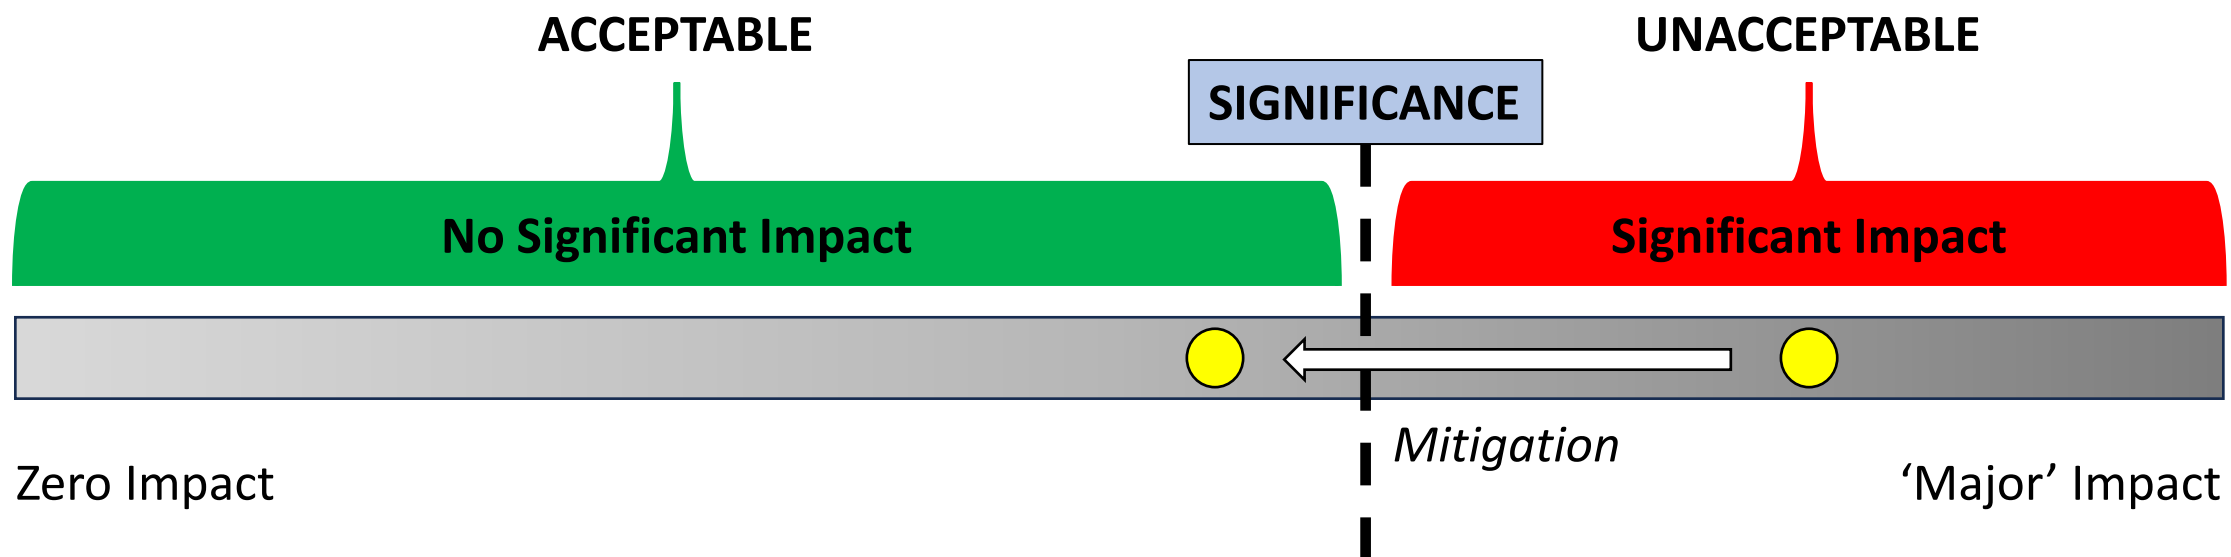 ACCEPTABLE
UNACCEPTABLE
SIGNIFICANCE
No Significant Impact
Significant Impact
Mitigation
Zero Impact
‘Major’ Impact